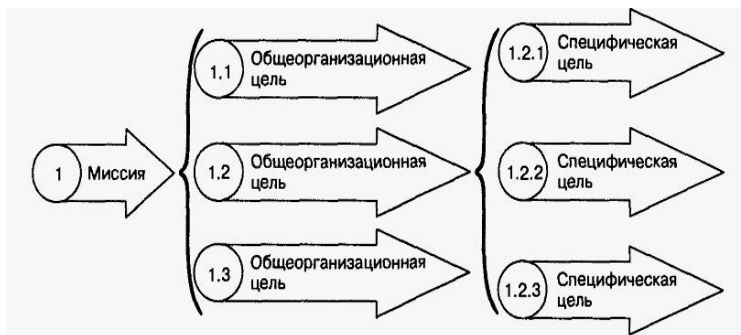 1
Миссия
1.1
Общеорганизационная
цель
1.2
Общеорганизационная
цель
1.3
Общеорганизационная
цель
1.2.1
Специфическая
цель
1.2.2
Специфическая
цель
1.2.3
Специфическая
цель